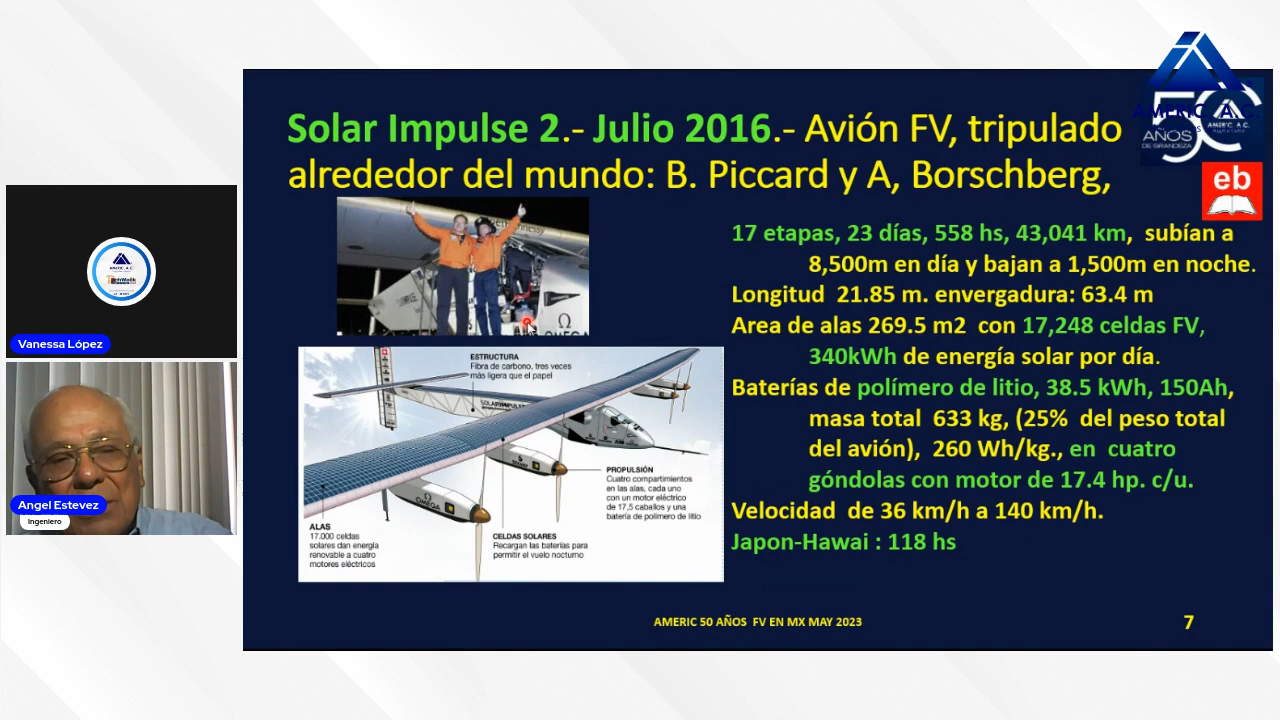 Solar Impulse 2.- Julio 2016.- Avión FV, tripulado
alrededor del mundo: B. Piccard y A, Borschberg,
17 etapas, 23 días, 558 hs, 43,041 km, subían a
8,500m en día y bajan a 1,500m en noche.
Longitud 21.85 m. envergadura: 63.4 m
Area de alas 269.5 m2 con 17,248 celdas FV,
340kWh de energía solar por día.
Baterías de polímero de litio, 38.5 kWh, 150Ah,
masa total 633 kg, (25% del peso total
del avión), 260 Wh/kg., en cuatro
góndolas con motor de 17.4 hp. c/u.
Velocidad de 36 km/h a 140 km/h.
Japon-Hawai : 118 hs
ESTRUCTURA
Fibra de carbono, tres veces
más ligera que el papel
SOLARIMPULSE
ABB
OMEGA
PROPULSIÓN
Cuatro compartimientos
en las alas, cada uno
con un motor eléctrico
de 17,5 caballos y una
batería de polímero de litio
ALAS
17.000 celdas
solares dan energía
renovable a cuatro
motores eléctricos
CELDAS SOLARES
Recargan las baterías para
permitir el vuelo nocturno
AMERIC 50 AÑOS FV EN MX MAY 2023
7
AMERIC A.C.
50
AÑOS
DE GRANDEZA
AMERIC A.C.
eb
Vanessa López
Angel Estevez
Ingeniero